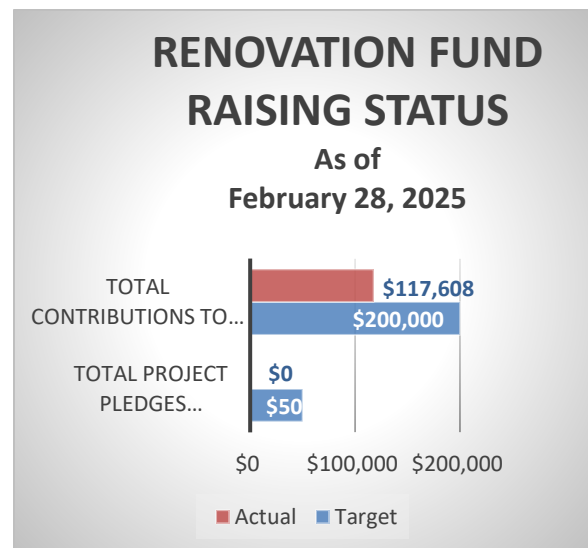 RENOVATION FUND
RAISING STATUS
As of
February 28, 2025
TOTAL
CONTRIBUTIONS TO…
$117,608
$200,000
TOTAL PROJECT
PLEDGES…
$0
$50
$0 $100,000 $200,000
Actual Target